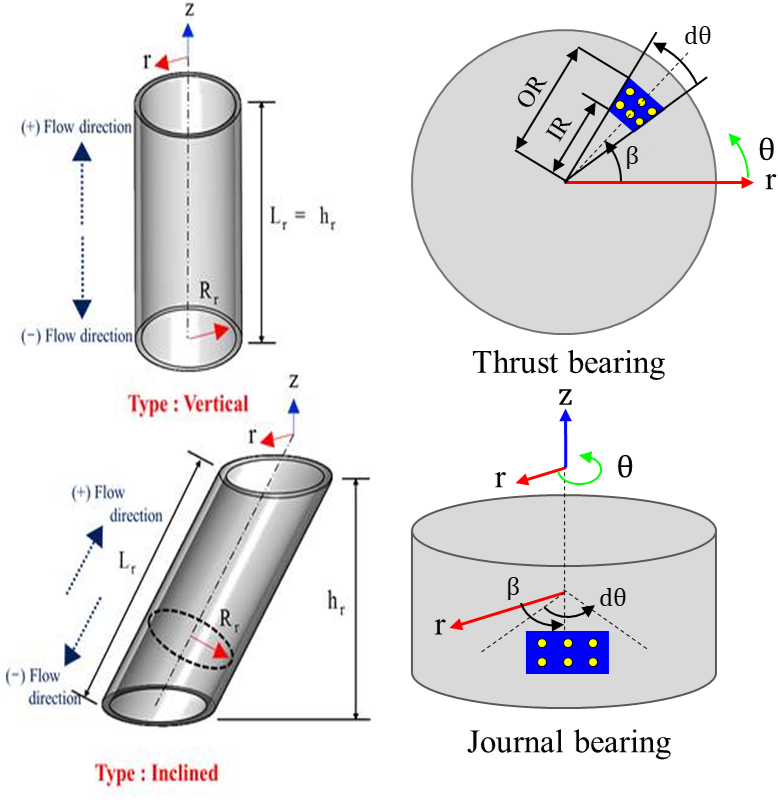 z
r
(+) Flow direction
L_r = h_r
R_r
(−) Flow direction
Type : Vertical
z
r
(+) Flow
direction
L_r
h_r
R_r
(−) Flow
direction
Type : Inclined
dθ
OR
IR
β
θ
r
Thrust bearing
z
r
θ
β
dθ
r
Journal bearing